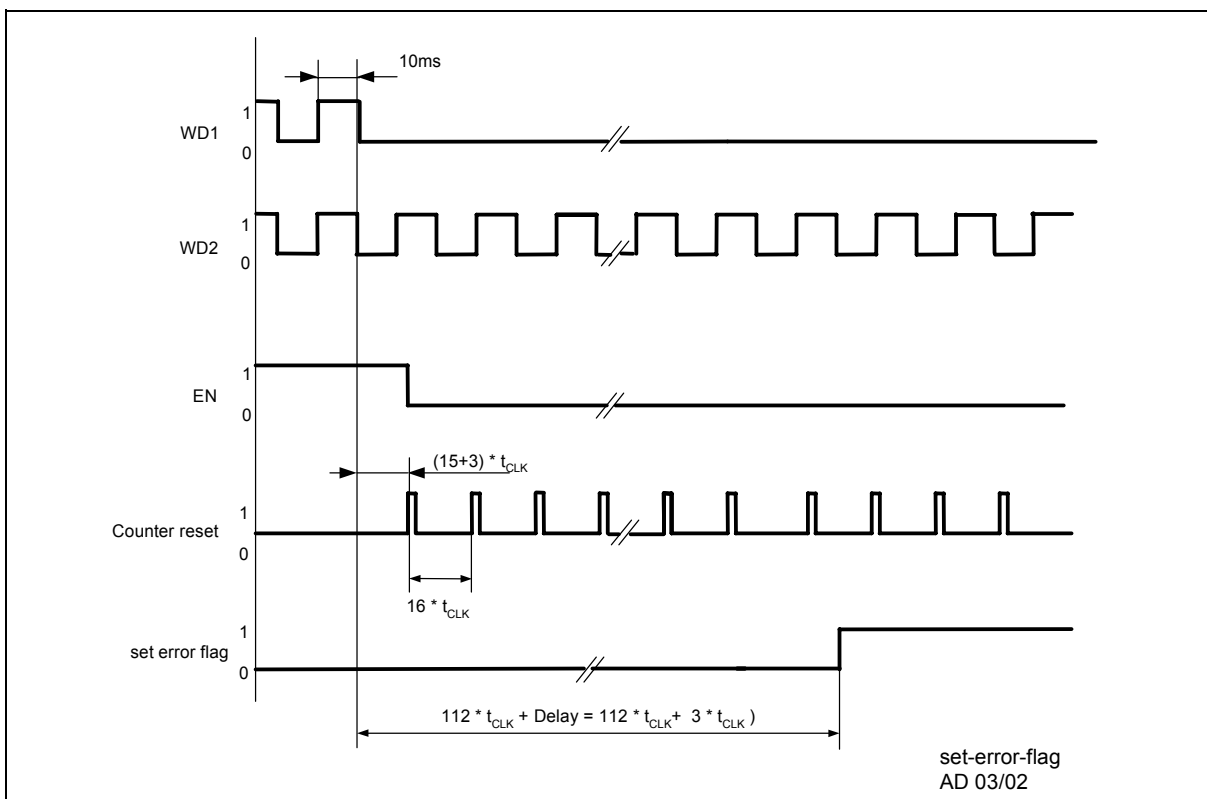 10ms
1
WD1
0
1
WD2
0
1
EN
0
(15+3) * tCLK
1
Counter reset
0
16 * tCLK
1
set error flag
0
112 * tCLK + Delay = 112 * tCLK+ 3 * tCLK )
set-error-flag
AD 03/02